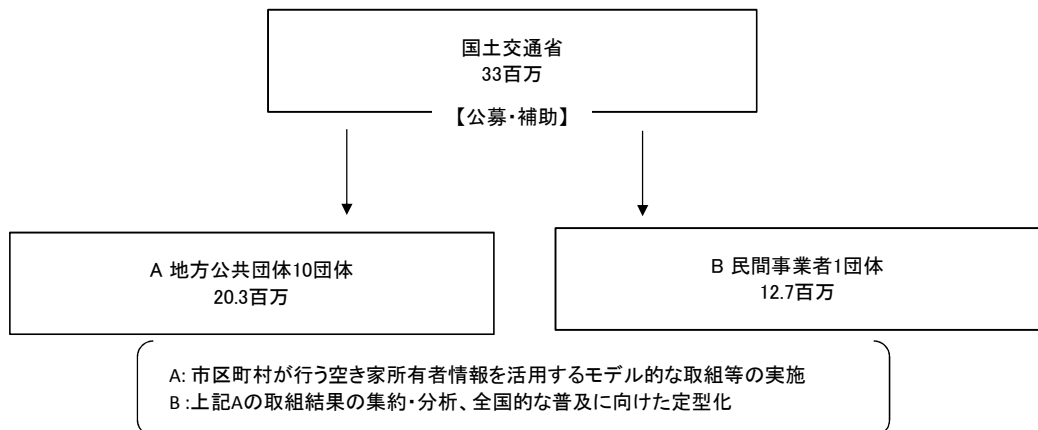 国土交通省
33百万
【公募・補助】
A 地方公共団体10団体
20.3百万
B 民間事業者1団体
12.7百万
A: 市区町村が行う空き家所有者情報を活用するモデル的な取組等の実施
B :上記Aの取組結果の集約・分析、全国的な普及に向けた定型化